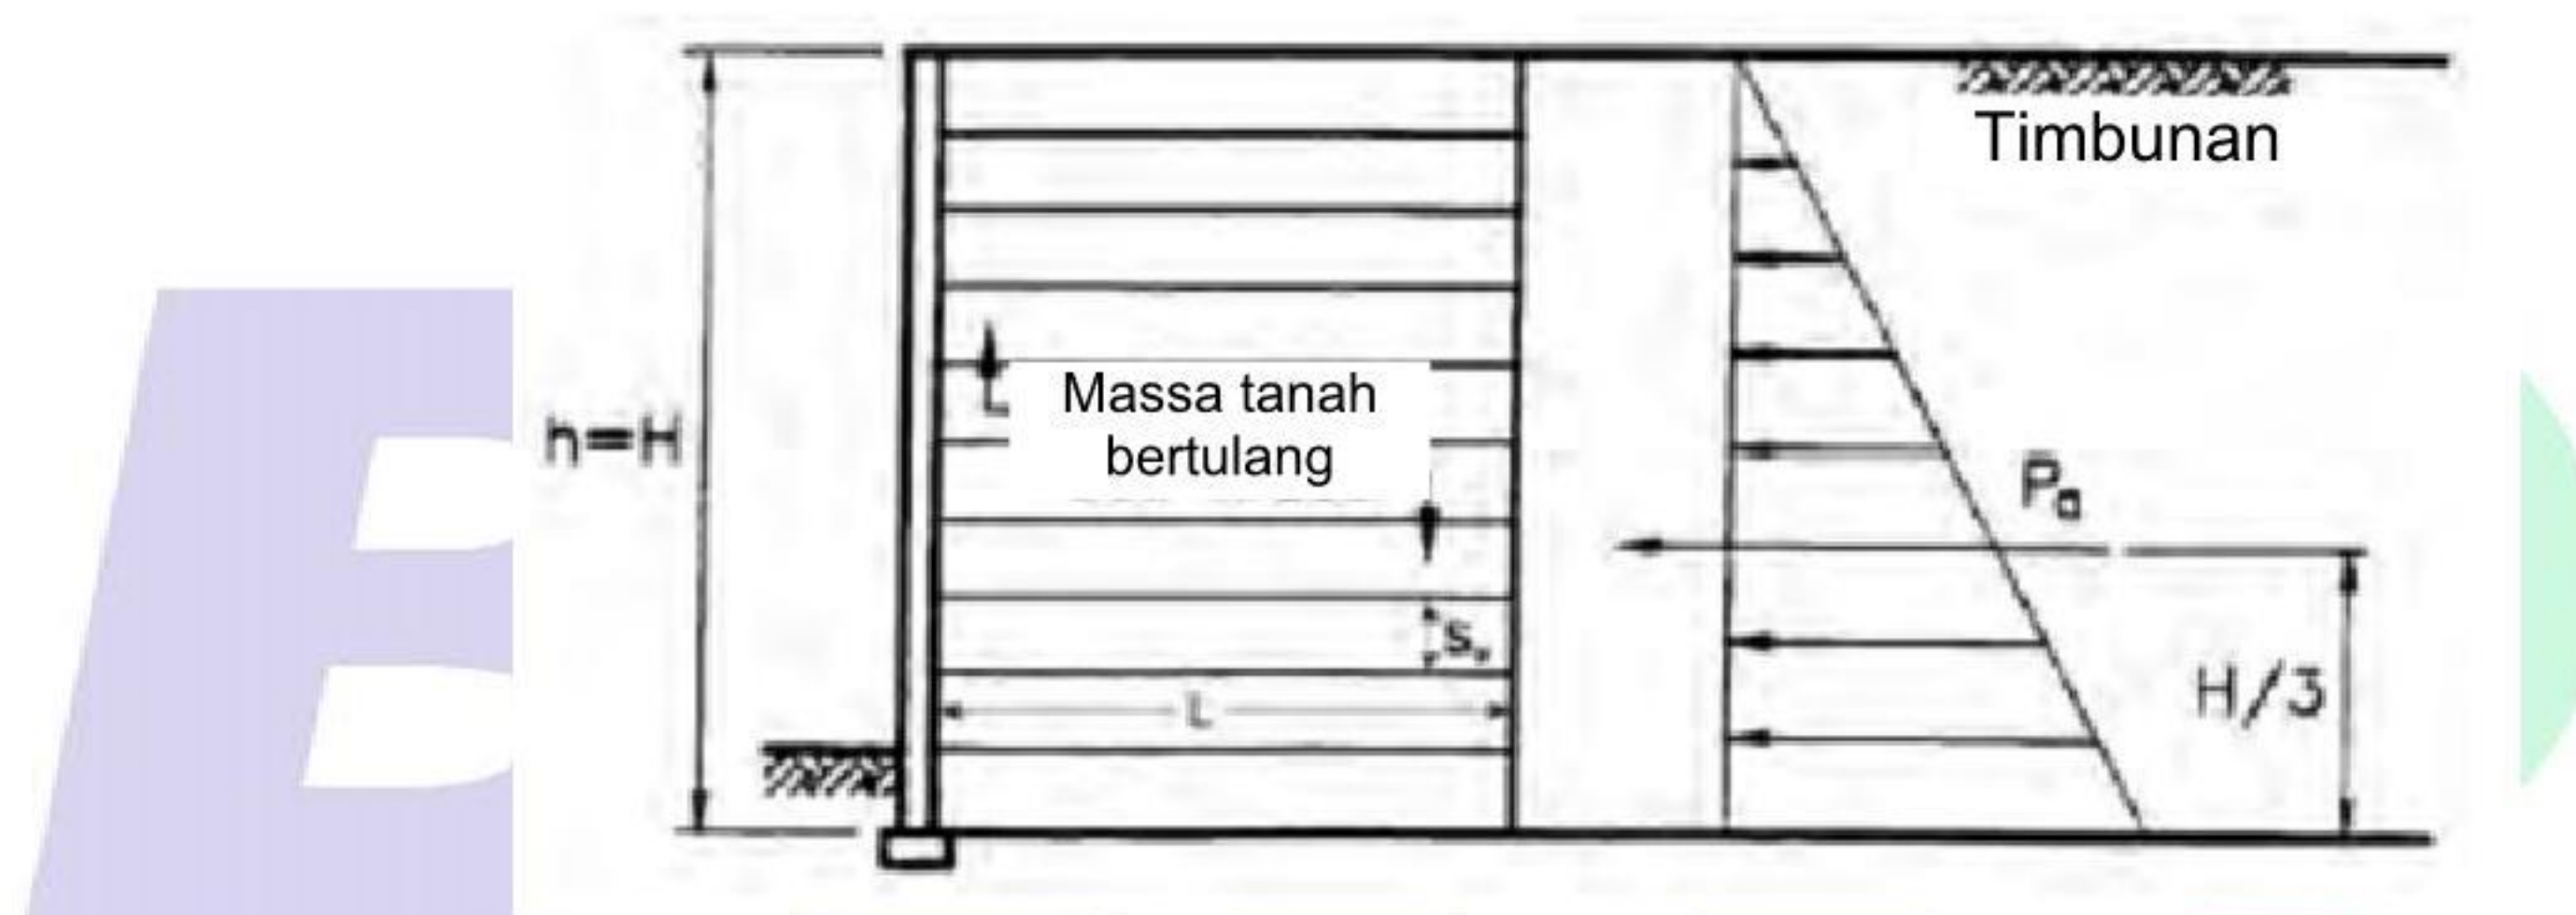 Timbunan
L
Massa tanah
bertulang
h=H
Pa
Sv
L
H/3